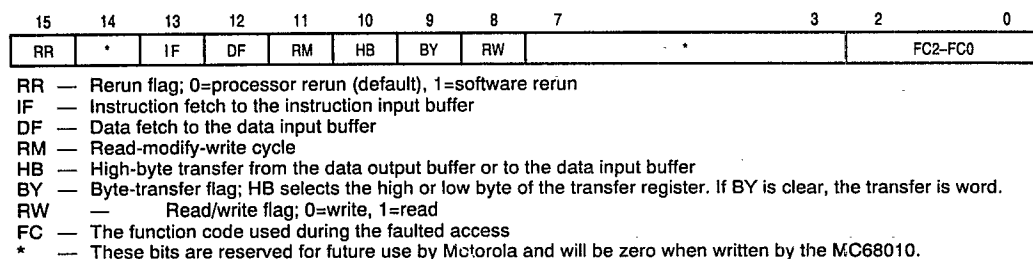 15 14 13 12 11 10 9 8 7 3 2 0
RR * IF DF RM HB BY RW * FC2–FC0
RR — Rerun flag; 0=processor rerun (default), 1=software rerun
IF — Instruction fetch to the instruction input buffer
DF — Data fetch to the data input buffer
RM — Read-modify-write cycle
HB — High-byte transfer from the data output buffer or to the data input buffer
BY — Byte-transfer flag; HB selects the high or low byte of the transfer register. If BY is clear, the transfer is word.
RW — Read/write flag; 0=write, 1=read
FC — The function code used during the faulted access
* — These bits are reserved for future use by Motorola and will be zero when written by the MC68010.